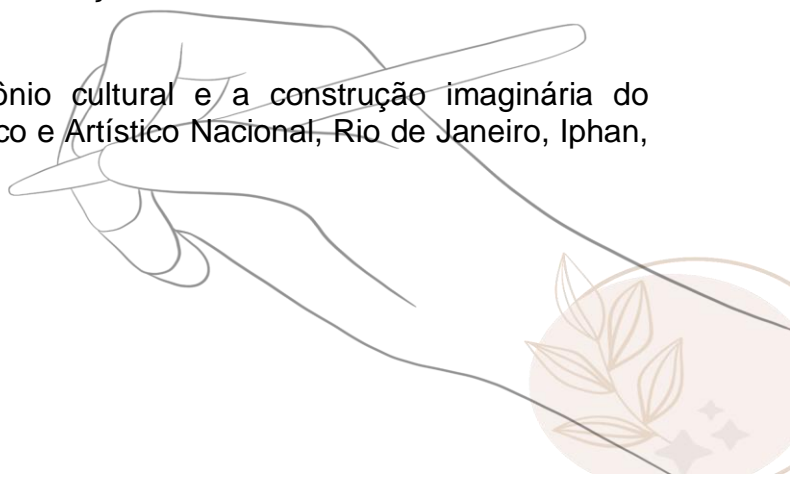 ônio cultural e a construção imaginária do
co e Artístico Nacional, Rio de Janeiro, Iphan,